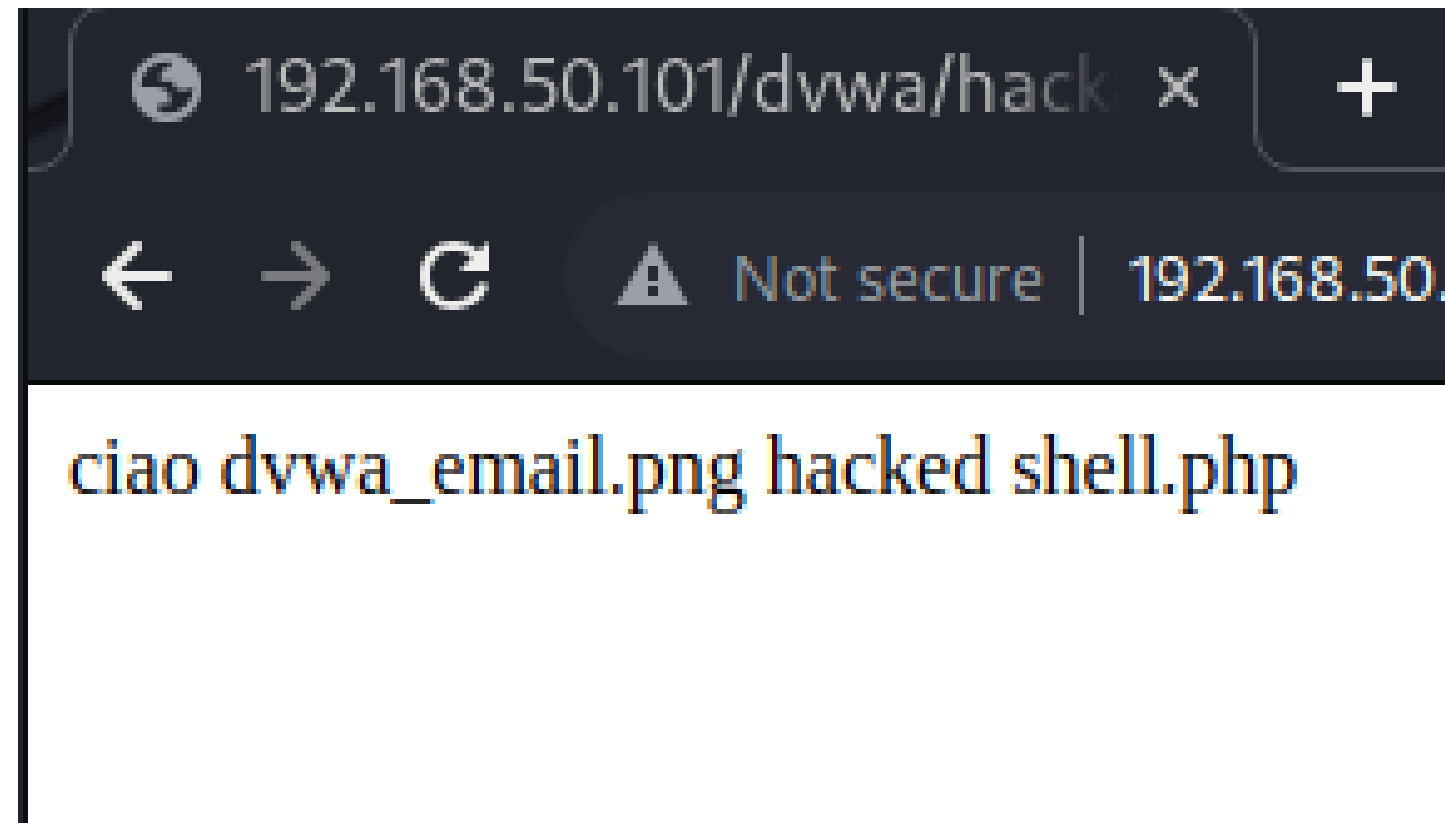 192.168.50.101/dvwa/hack
Not secure 192.168.50.
ciao dvwa_email.png hacked shell.php